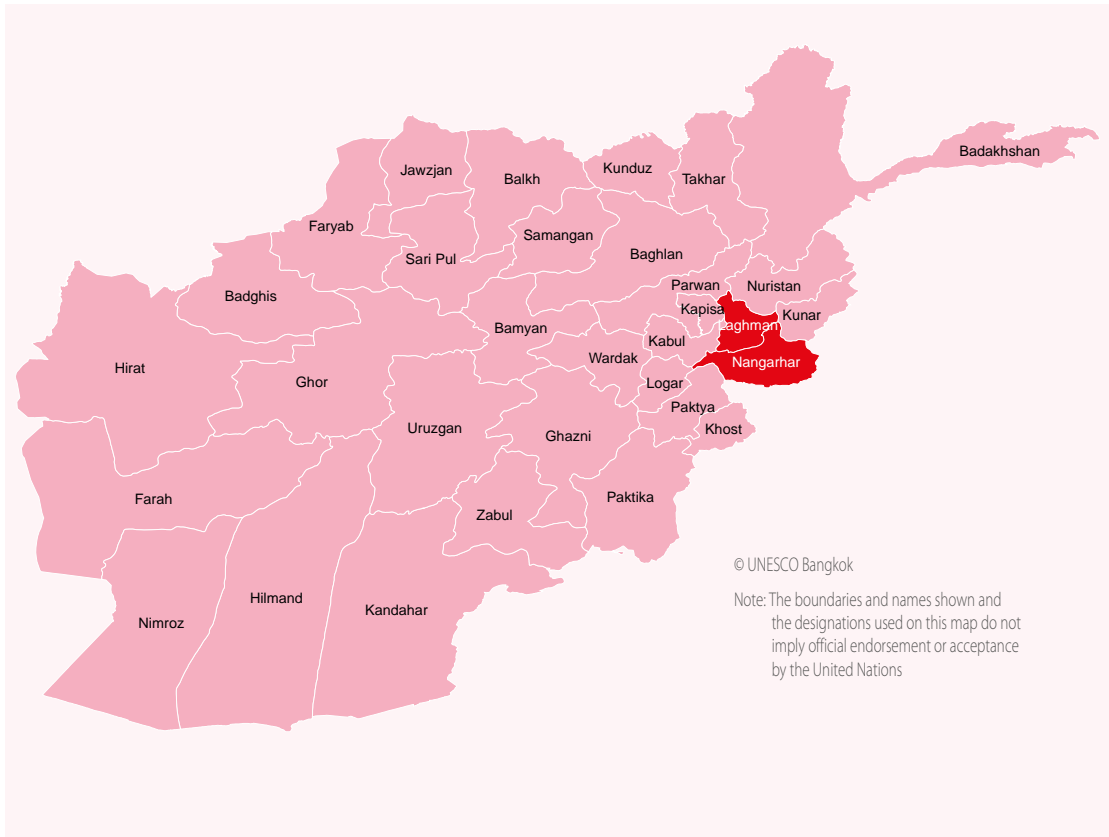 Badakhshan
Jawzjan
Balkh
Kunduz
Takhar
Faryab
Samangan
Sari Pul
Baghlan
Badghis
Parwan
Nuristan
Kapisa
Kunar
Bamyan
Laghman
Kabul
Hirat
Ghor
Wardak
Nangarhar
Logar
Paktya
Uruzgan
Ghazni
Khost
Farah
Zabul
Paktika
Nimroz
Hilmand
Kandahar
© UNESCO Bangkok
Note: The boundaries and names shown and
the designations used on this map do not
imply official endorsement or acceptance
by the United Nations